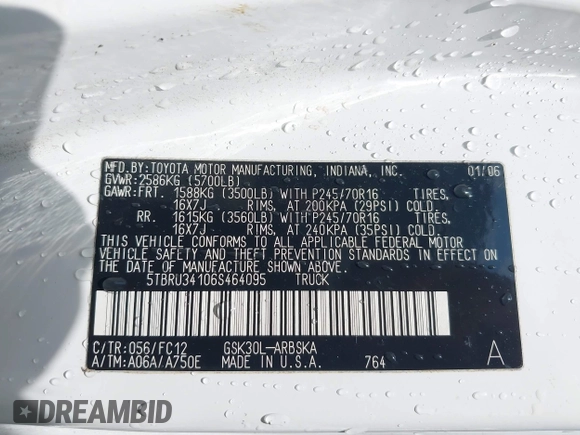 MFD.BY:TOYOTA MOTOR MANUFACTURING, INDIANA, INC. 01/06
GVWR:2586KG (5700LB)
GAWR:FRT. 1588KG (3500LB) WITH P245/70R16 TIRES,
16X7J RIMS, AT 200KPA (29PSI) COLD.
RR. 1615KG (3560LB) WITH P245/70R16 TIRES,
16X7J RIMS, AT 240KPA (35PSI) COLD.
THIS VEHICLE CONFORMS TO ALL APPLICABLE FEDERAL MOTOR
VEHICLE SAFETY AND THEFT PREVENTION STANDARDS IN EFFECT ON
THE DATE OF MANUFACTURE SHOWN ABOVE.
5TBRU34106S464095 TRUCK
C/TR:056/FC12 GSK30L-ARBSKA
A/TM:A06A/A750E MADE IN U.S.A. 764 A
DREAMBID